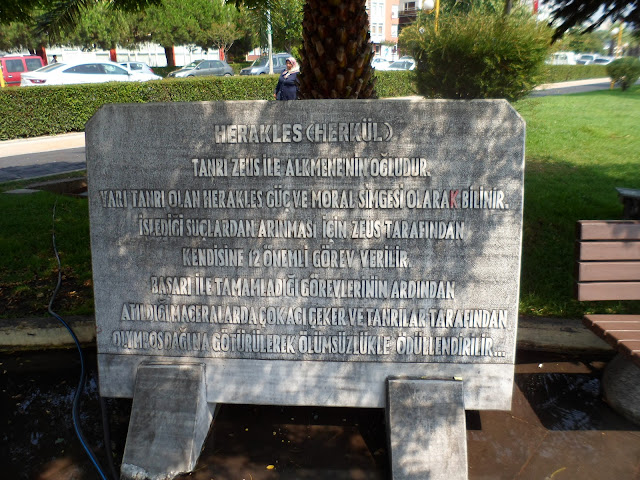 HERAKLES (HERKÜL)
TANRI ZEUS İLE ALKMENE'NİN OĞLUDUR.
YARI TANRI OLAN HERAKLES GÜÇ VE MORAL SİMGESİ OLARAK BİLİNİR.
İŞLEDİĞİ SUÇLARDAN ARINMASI İÇİN ZEUS TARAFINDAN
KENDİSİNE 12 ÖNEMLİ GÖREV VERİLİR.
BAŞARI İLE TAMAMLADIĞI GÖREVLERİNİN ARDINDAN
ATILDIĞI MACERALARDA ÇOK ACI ÇEKER VE TANRILAR TARAFINDAN
OLYMPOS DAĞI'NA GÖTÜRÜLEREK ÖLÜMSÜZLÜKLE ÖDÜLLENDİRİLİR...